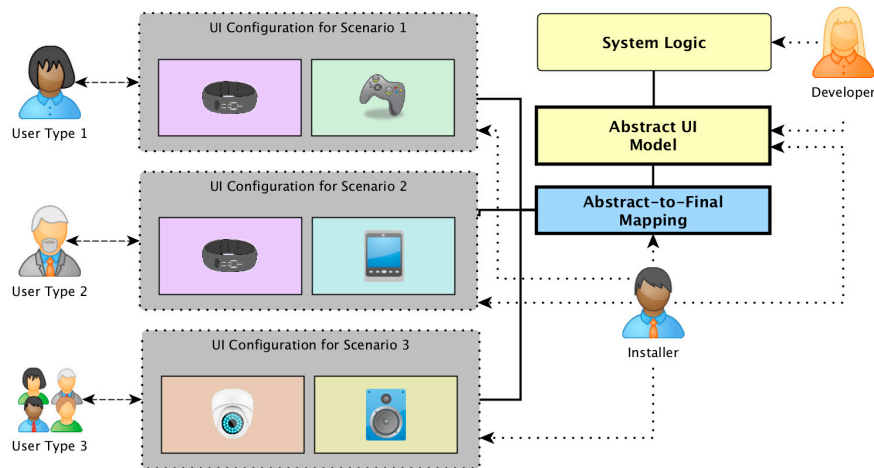 UI Configuration for Scenario 1
User Type 1
System Logic
Developer
Abstract UI
Model
UI Configuration for Scenario 2
User Type 2
Abstract-to-Final
Mapping
Installer
UI Configuration for Scenario 3
User Type 3